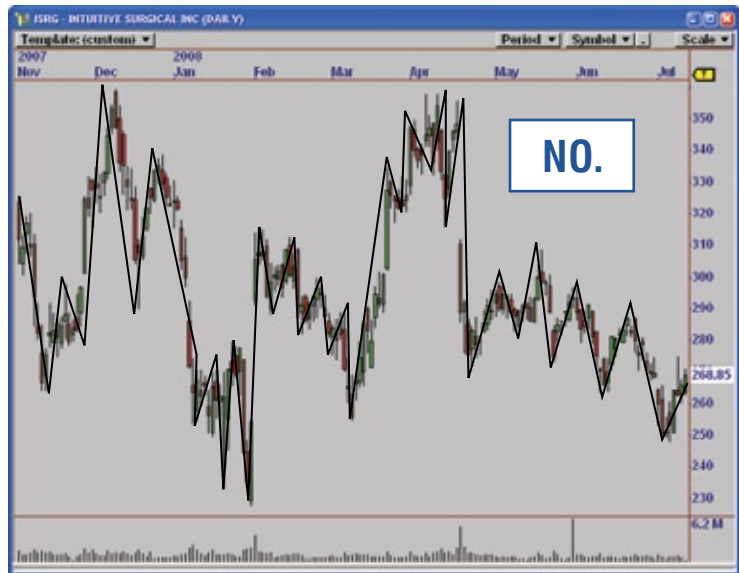 ISRG - INTUITIVE SURGICAL INC (DAILY)
Template: (custom) Period Symbol . Scale
2007 2008
Nov Dec Jan Feb Mar Apr May Jun Jul
T
350
340
NO.
330
320
310
300
290
280
268.85
260
250
240
230
6.2 M